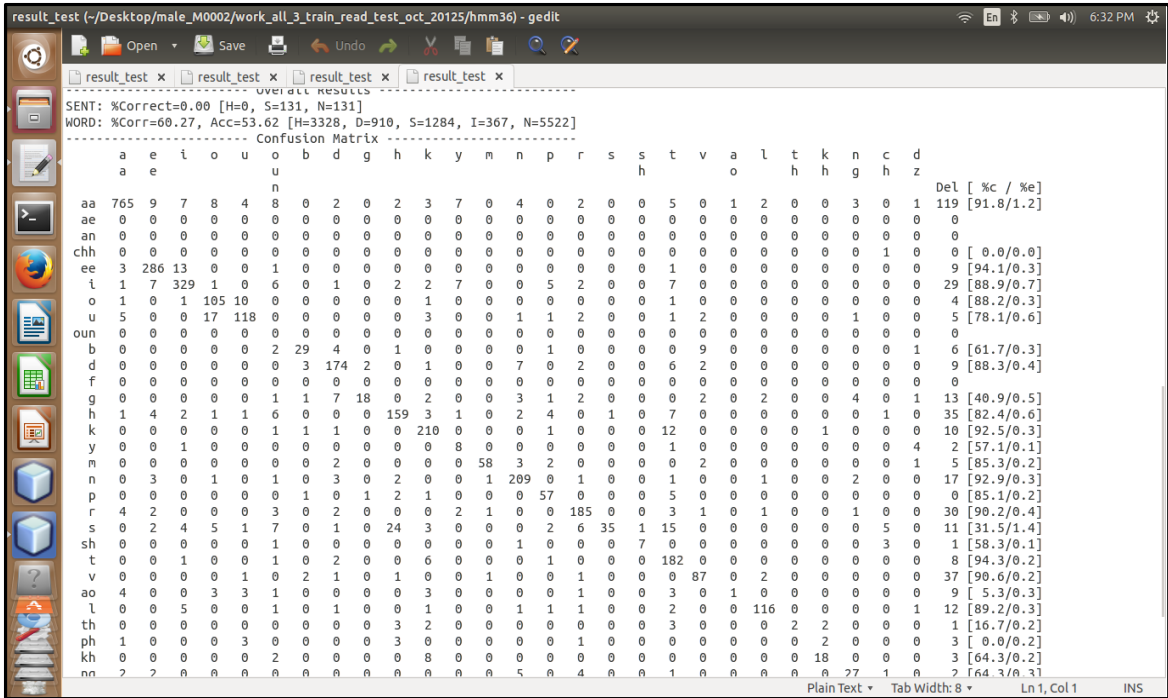 result_test (~/Desktop/male_M0002/work_all_3_train_read_test_oct_20125/hmm36) - gedit En 6:32 PM
Open Save Undo
result_test x result_test x result_test x result_test x
------------------------ Overall Results --------------------------
SENT: %Correct=0.00 [H=0, S=131, N=131]
WORD: %Corr=60.27, Acc=53.62 [H=3328, D=910, S=1284, I=367, N=5522]
------------------------ Confusion Matrix -------------------------
a e i o u o b d g h k y m n p r s s t v a l t k n c d
a e u h o h h g h z
n Del [ %c / %e]
aa 765 9 7 8 4 8 0 2 0 2 3 7 0 4 0 2 0 0 5 0 1 2 0 0 3 0 1 119 [91.8/1.2]
ae 0 0 0 0 0 0 0 0 0 0 0 0 0 0 0 0 0 0 0 0 0 0 0 0 0 0 0 0
an 0 0 0 0 0 0 0 0 0 0 0 0 0 0 0 0 0 0 0 0 0 0 0 0 0 0 0 0
chh 0 0 0 0 0 0 0 0 0 0 0 0 0 0 0 0 0 0 0 0 0 0 0 0 0 1 0 0 [ 0.0/0.0]
ee 3 286 13 0 0 1 0 0 0 0 0 0 0 0 0 0 0 0 1 0 0 0 0 0 0 0 0 9 [94.1/0.3]
i 1 7 329 1 0 6 0 1 0 2 2 7 0 0 5 2 0 0 7 0 0 0 0 0 0 0 0 29 [88.9/0.7]
o 1 0 1 105 10 0 0 0 0 0 1 0 0 0 0 0 0 0 1 0 0 0 0 0 0 0 0 4 [88.2/0.3]
u 5 0 0 17 118 0 0 0 0 0 3 0 0 1 1 2 0 0 1 2 0 0 0 0 1 0 0 5 [78.1/0.6]
oun 0 0 0 0 0 0 0 0 0 0 0 0 0 0 0 0 0 0 0 0 0 0 0 0 0 0 0 0
b 0 0 0 0 0 2 29 4 0 1 0 0 0 0 1 0 0 0 0 9 0 0 0 0 0 0 1 6 [61.7/0.3]
d 0 0 0 0 0 0 3 174 2 0 1 0 0 7 0 2 0 0 6 2 0 0 0 0 0 0 0 9 [88.3/0.4]
f 0 0 0 0 0 0 0 0 0 0 0 0 0 0 0 0 0 0 0 0 0 0 0 0 0 0 0 0
g 0 0 0 0 0 1 1 7 18 0 2 0 0 3 1 2 0 0 0 2 0 2 0 0 4 0 1 13 [40.9/0.5]
h 1 4 2 1 1 6 0 0 0 159 3 1 0 2 4 0 1 0 7 0 0 0 0 0 0 1 0 35 [82.4/0.6]
k 0 0 0 0 0 1 1 1 0 0 210 0 0 0 1 0 0 0 12 0 0 0 0 1 0 0 0 10 [92.5/0.3]
y 0 0 1 0 0 0 0 0 0 0 0 8 0 0 0 0 0 0 1 0 0 0 0 0 0 0 4 2 [57.1/0.1]
m 0 0 0 0 0 0 0 2 0 0 0 0 58 3 2 0 0 0 0 2 0 0 0 0 0 0 1 5 [85.3/0.2]
n 0 3 0 1 0 1 0 3 0 2 0 0 1 209 0 1 0 0 1 0 0 1 0 0 2 0 0 17 [92.9/0.3]
p 0 0 0 0 0 0 1 0 1 2 1 0 0 0 57 0 0 0 5 0 0 0 0 0 0 0 0 0 [85.1/0.2]
r 4 2 0 0 0 3 0 2 0 0 0 2 1 0 0 185 0 0 3 1 0 1 0 0 1 0 0 30 [90.2/0.4]
s 0 2 4 5 1 7 0 1 0 24 3 0 0 0 2 6 35 1 15 0 0 0 0 0 0 5 0 11 [31.5/1.4]
sh 0 0 0 0 0 1 0 0 0 0 0 0 0 1 0 0 0 7 0 0 0 0 0 0 0 3 0 1 [58.3/0.1]
t 0 0 1 0 0 1 0 2 0 0 6 0 0 0 1 0 0 0 182 0 0 0 0 0 0 0 0 8 [94.3/0.2]
v 0 0 0 0 1 0 2 1 0 1 0 0 1 0 0 1 0 0 0 87 0 2 0 0 0 0 0 37 [90.6/0.2]
ao 4 0 0 3 3 1 0 0 0 0 3 0 0 0 0 1 0 0 3 0 1 0 0 0 0 0 0 9 [ 5.3/0.3]
l 0 0 5 0 0 1 0 1 0 0 1 0 0 1 1 1 0 0 2 0 0 116 0 0 0 0 1 12 [89.2/0.3]
th 0 0 0 0 0 0 0 0 0 3 2 0 0 0 0 0 0 0 3 0 0 0 2 2 0 0 0 1 [16.7/0.2]
ph 1 0 0 0 3 0 0 0 0 3 0 0 0 0 0 1 0 0 0 0 0 0 0 2 0 0 0 3 [ 0.0/0.2]
kh 0 0 0 0 0 2 0 0 0 0 8 0 0 0 0 0 0 0 0 0 0 0 0 18 0 0 0 3 [64.3/0.2]
ng 2 2 0 0 0 0 0 0 0 0 0 0 0 5 0 4 0 0 1 0 0 0 0 0 27 1 0 2 [64.3/0.3]
Plain Text Tab Width: 8 Ln 1, Col 1 INS